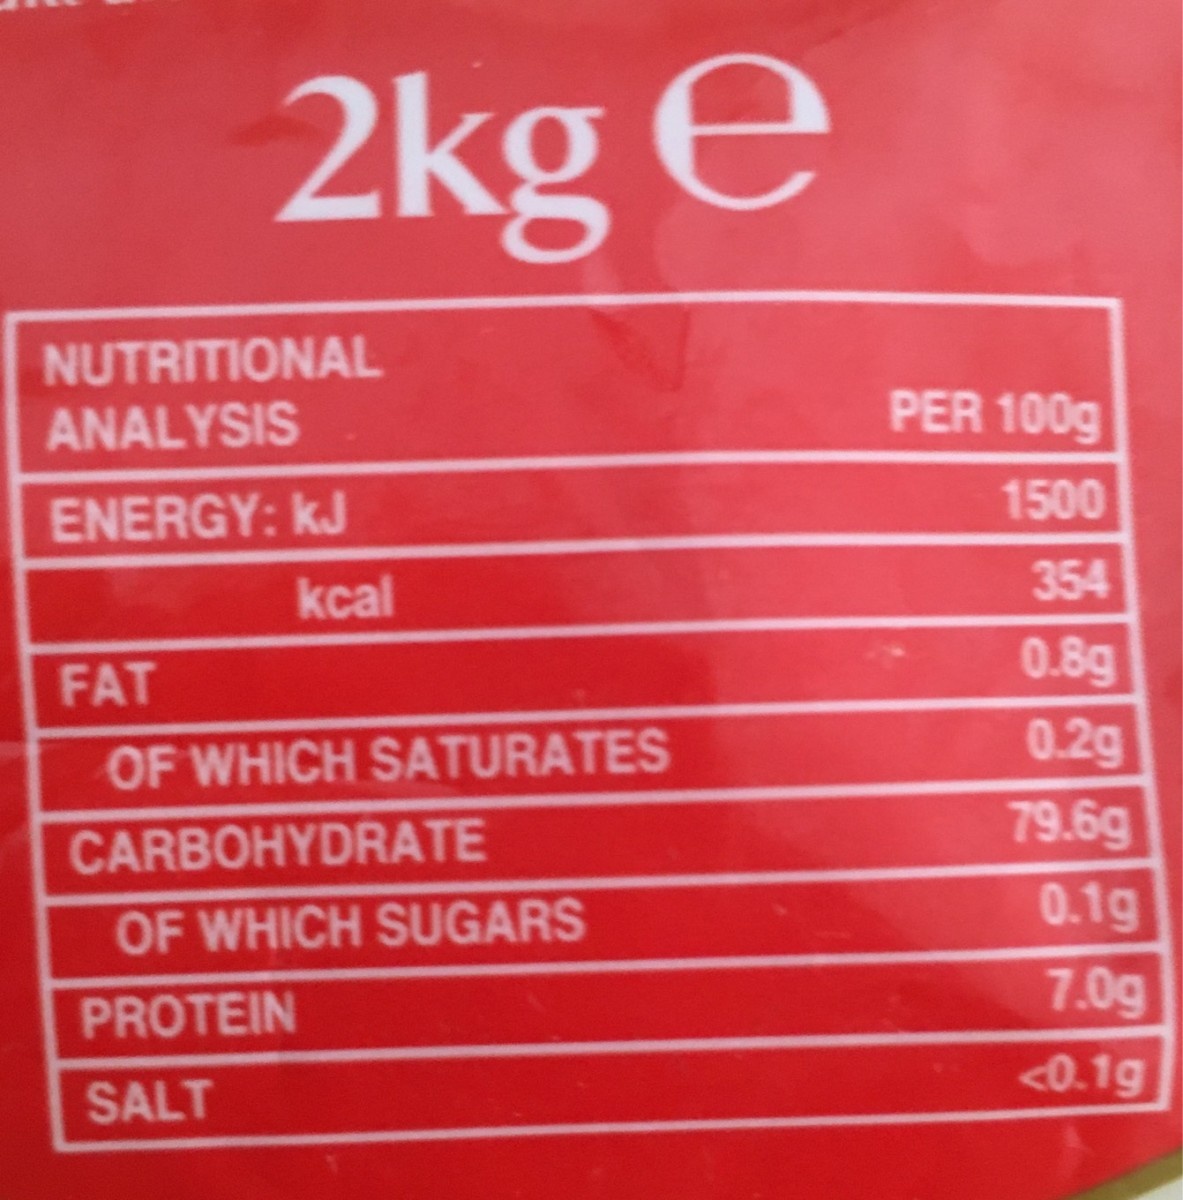 2kg e
NUTRITIONAL
ANALYSIS PER 100g
ENERGY: kJ 1500
kcal 354
FAT 0.8g
OF WHICH SATURATES 0.2g
CARBOHYDRATE 79.6g
OF WHICH SUGARS 0.1g
PROTEIN 7.0g
SALT <0.1g